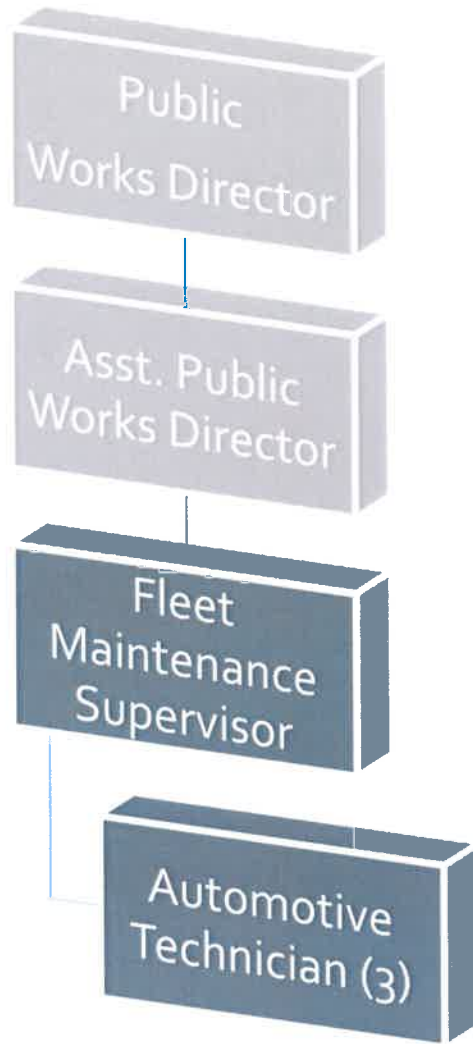 Public
Works Director
Asst. Public
Works Director
Fleet
Maintenance
Supervisor
Automotive
Technician (3)